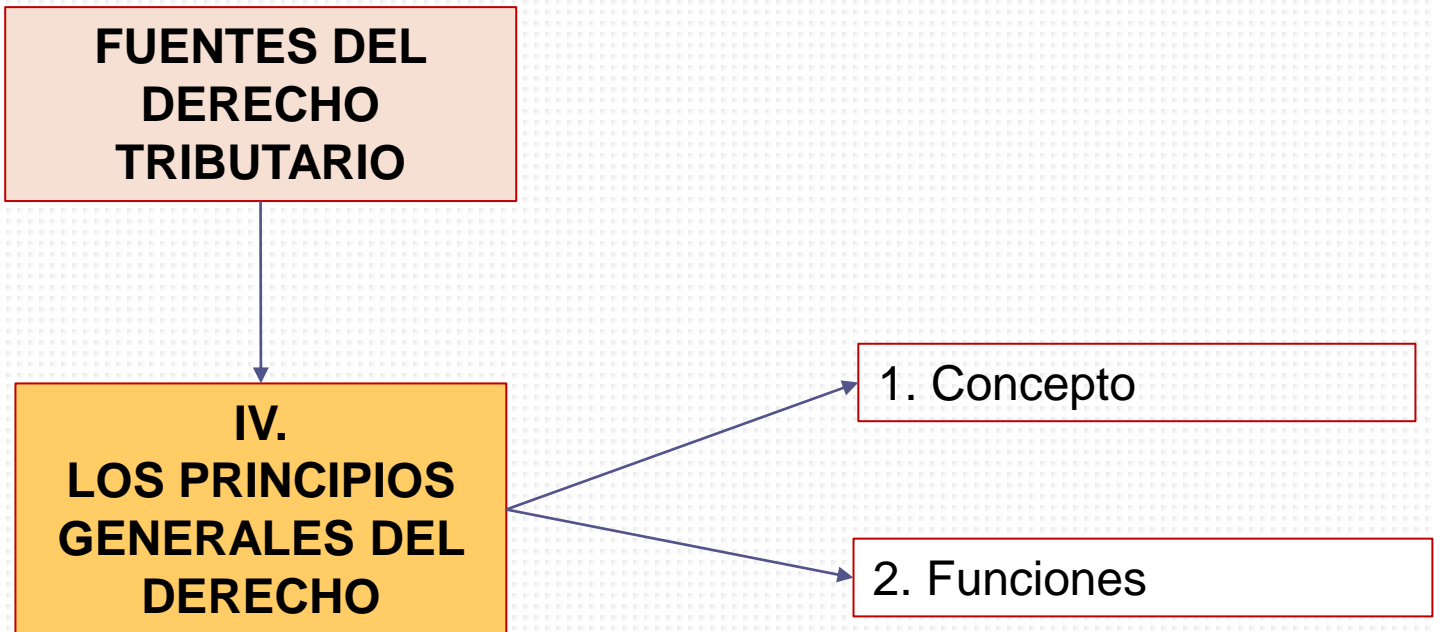 FUENTES DEL
DERECHO
TRIBUTARIO
IV.
LOS PRINCIPIOS
GENERALES DEL
DERECHO
1. Concepto
2. Funciones